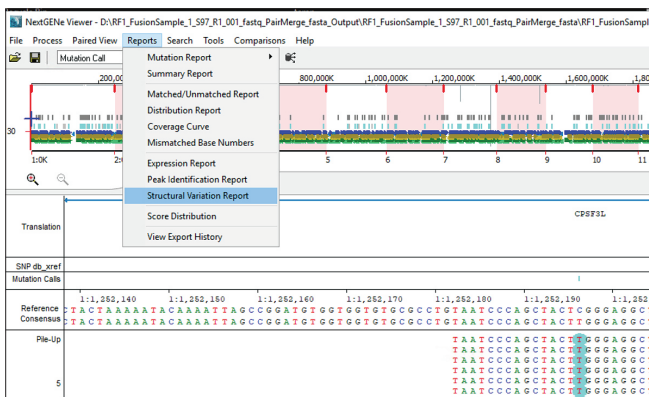 NextGENe Viewer - D:\RF1_FusionSample_1_S97_R1_001_fastq_PairMerge_fasta_Output\RF1_FusionSample_1_S97_R1_001_fastq_PairMerge_fasta\RF1_FusionSampl
File Process Paired View Reports Search Tools Comparisons Help
Mutation Call
Mutation Report
Summary Report
Matched/Unmatched Report
Distribution Report
Coverage Curve
Mismatched Base Numbers
Expression Report
Peak Identification Report
Structural Variation Report
Score Distribution
View Export History
,200,0 800,000K ,1,000,000K ,1,200,000K ,1,400,000K ,1,600,000K ,1,80
30
1:0K 2: 5 6 7 8 9 10 11
Translation
CPSF3L
SNP db_xref
Mutation Calls
1:1,252,140 1:1,252,150 1:1,252,160 1:1,252,170 1:1,252,180 1:1,252,190 1:1,252
Reference CTACTAAAAATACAAAATTAGCCGGATGTGGTGGTGTGCGCCTGTAATCCCAGCTACTCGGGAGGC
Consensus CTACTAAAAATACAAAATTAGCCGGATGTGGTGGTGTGCGCCTGTAATCCCAGCTACTTGGGAGGC
Pile-Up TAATCCCAGCTACTTGGGAGGC
TAATCCCAGCTACTTGGGAGGC
TAATCCCAGCTACTTGGGAGGC
TAATCCCAGCTACTTGGGAGGC
5 TAATCCCAGCTACTTGGGAGGC
TAATCCCAGCTACTTGGGAGGC